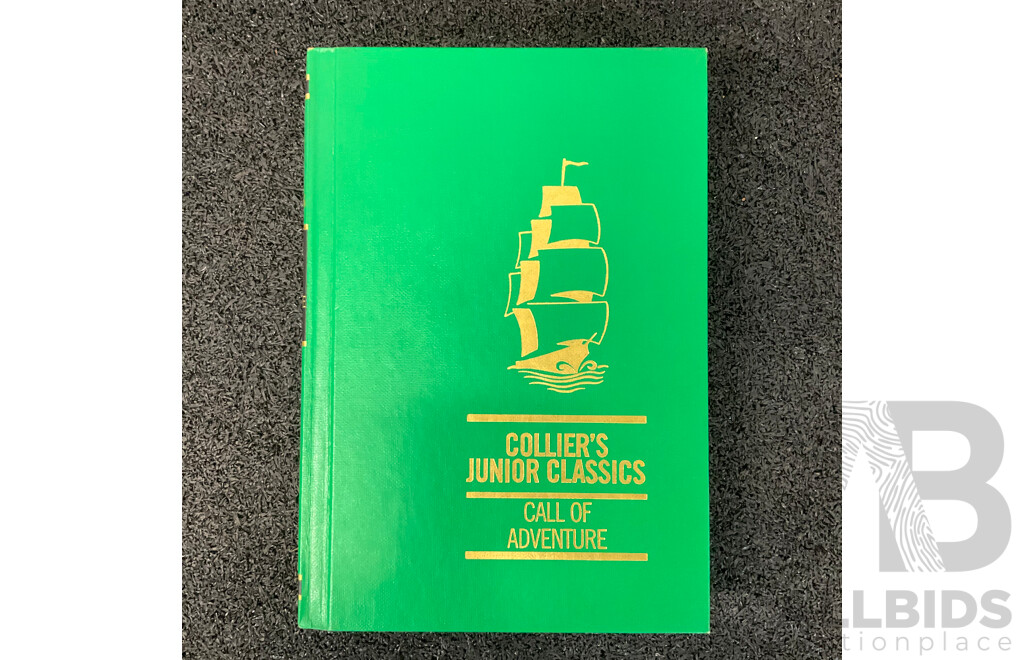 COLLIER'S
JUNIOR CLASSICS
CALL OF
ADVENTURE